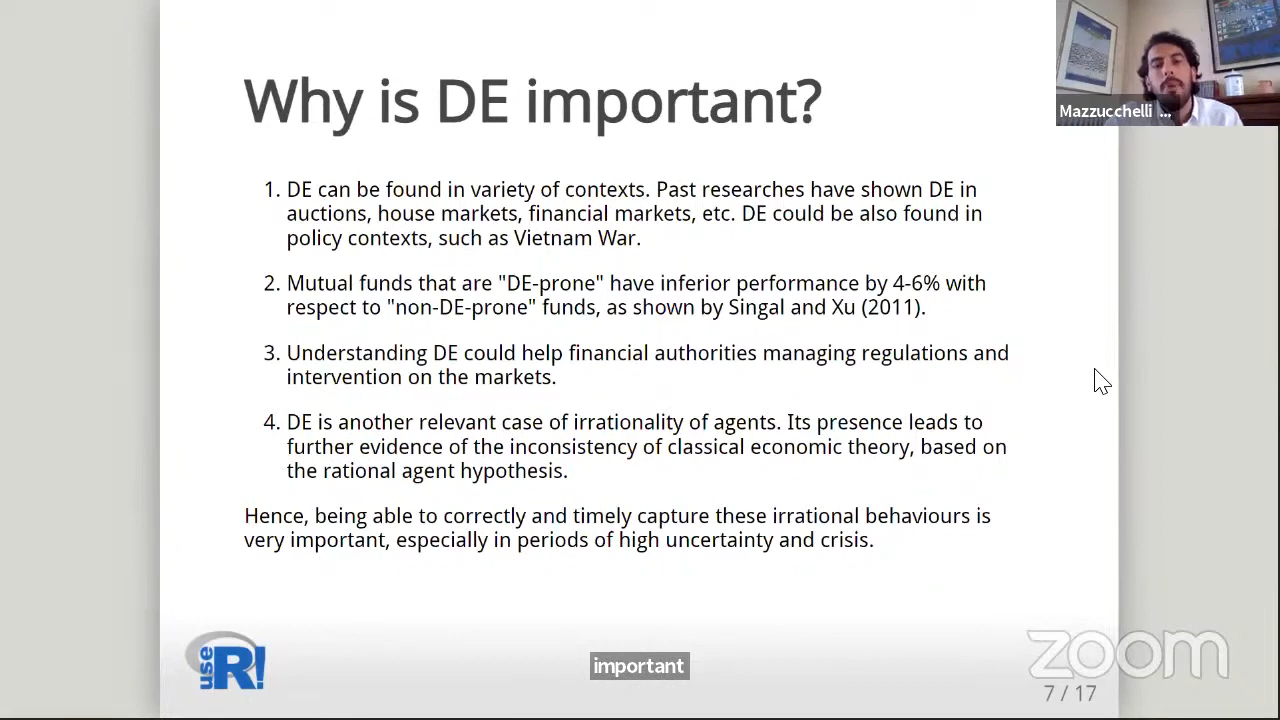 Why is DE important?
Mazzucchelli ...
1. DE can be found in variety of contexts. Past researches have shown DE in
auctions, house markets, financial markets, etc. DE could be also found in
policy contexts, such as Vietnam War.
2. Mutual funds that are "DE-prone" have inferior performance by 4-6% with
respect to "non-DE-prone" funds, as shown by Singal and Xu (2011).
3. Understanding DE could help financial authorities managing regulations and
intervention on the markets.
4. DE is another relevant case of irrationality of agents. Its presence leads to
further evidence of the inconsistency of classical economic theory, based on
the rational agent hypothesis.
Hence, being able to correctly and timely capture these irrational behaviours is
very important, especially in periods of high uncertainty and crisis.
use R!
important
zoom
7 / 17